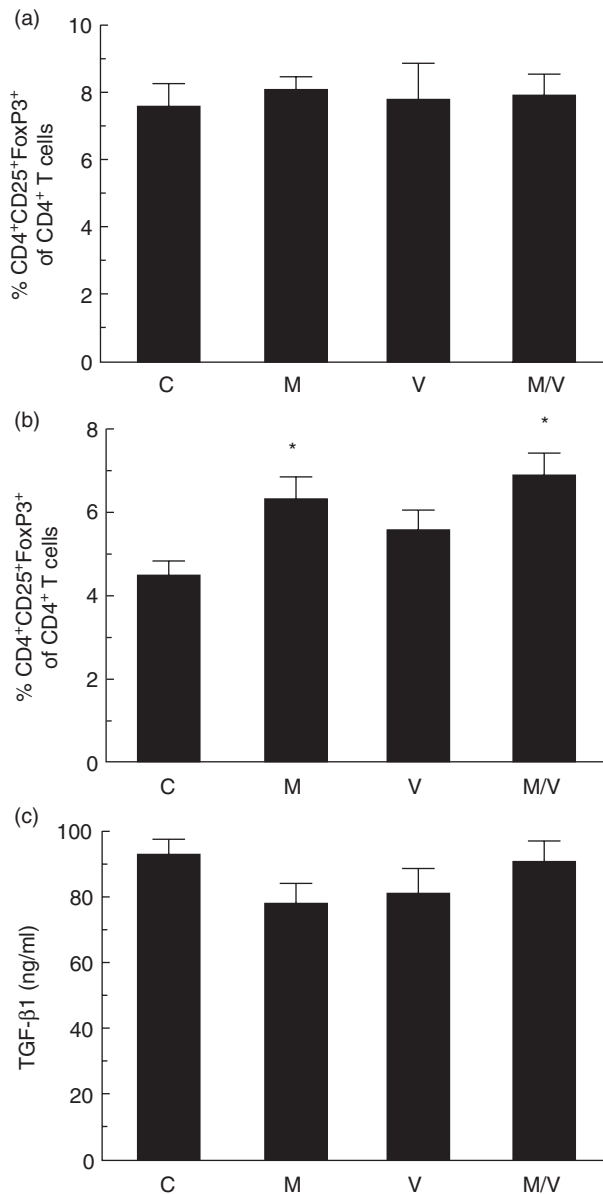 (a)
10
8
6
4
2
0
% CD4⁺CD25⁺FoxP3⁺
of CD4⁺ T cells
C M V M/V
(b)
8
6
4
2
0
% CD4⁺CD25⁺FoxP3⁺
of CD4⁺ T cells
* *
C M V M/V
(c)
100
80
60
40
20
0
TGF-β1 (ng/ml)
C M V M/V